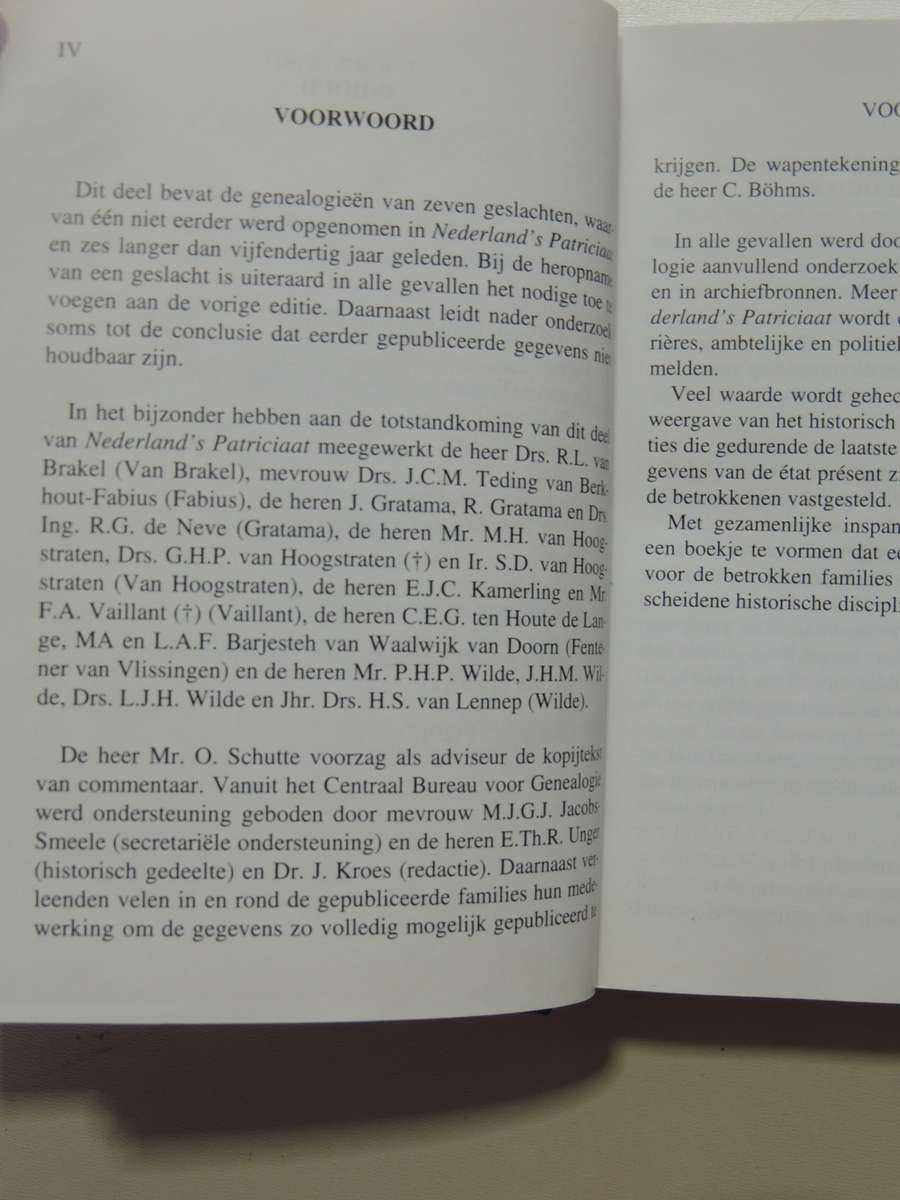 IV
VOORWOORD
Dit deel bevat de genealogieën van zeven geslachten, waar-
van één niet eerder werd opgenomen in Nederland's Patriciaat
en zes langer dan vijfendertig jaar geleden. Bij de heropname
van een geslacht is uiteraard in alle gevallen het nodige toe te
voegen aan de vorige editie. Daarnaast leidt nader onderzoek
soms tot de conclusie dat eerder gepubliceerde gegevens niet
houdbaar zijn.
In het bijzonder hebben aan de totstandkoming van dit deel
van Nederland's Patriciaat meegewerkt de heer Drs. R.L. van
Brakel (Van Brakel), mevrouw Drs. J.C.M. Teding van Berk-
hout-Fabius (Fabius), de heren J. Gratama, R. Gratama en Drs.
Ing. R.G. de Neve (Gratama), de heren Mr. M.H. van Hoog-
straten, Drs. G.H.P. van Hoogstraten (†) en Ir. S.D. van Hoog-
straten (Van Hoogstraten), de heren E.J.C. Kamerling en Mr.
F.A. Vaillant (†) (Vaillant), de heren C.E.G. ten Houte de Lan-
ge, MA en L.A.F. Barjesteh van Waalwijk van Doorn (Fente-
ner van Vlissingen) en de heren Mr. P.H.P. Wilde, J.H.M. Wil-
de, Drs. L.J.H. Wilde en Jhr. Drs. H.S. van Lennep (Wilde).
De heer Mr. O. Schutte voorzag als adviseur de kopijtekst
van commentaar. Vanuit het Centraal Bureau voor Genealogie
werd ondersteuning geboden door mevrouw M.J.G.J. Jacobs-
Smeele (secretariële ondersteuning) en de heren E.Th.R. Unger
(historisch gedeelte) en Dr. J. Kroes (redactie). Daarnaast ver-
leenden velen in en rond de gepubliceerde families hun mede-
werking om de gegevens zo volledig mogelijk gepubliceerd te
VOO
krijgen. De wapentekening
de heer C. Böhms.
In alle gevallen werd doo
logie aanvullend onderzoek
en in archiefbronnen. Meer
derland's Patriciaat wordt
rières, ambtelijke en politiek
melden.
Veel waarde wordt gehec
weergave van het historisch
ties die gedurende de laatste
gevens van de état présent z
de betrokkenen vastgesteld.
Met gezamenlijke inspan
een boekje te vormen dat ee
voor de betrokken families
scheidene historische discipli